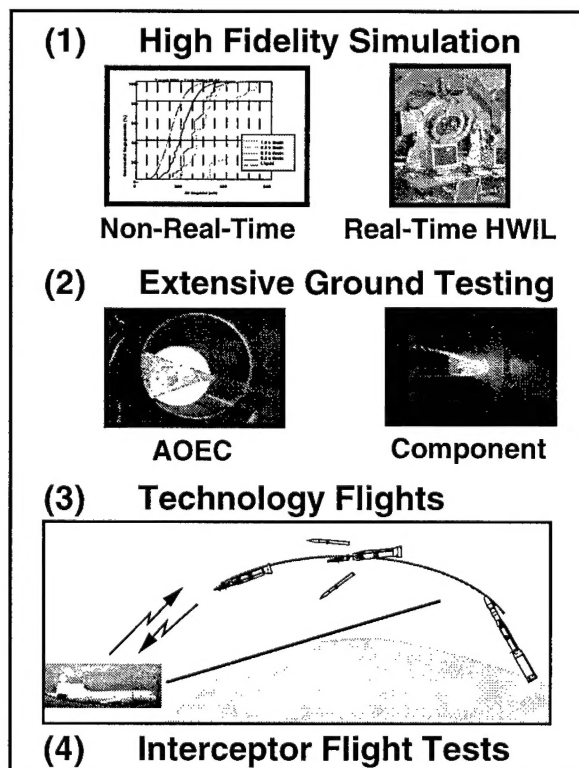 (1) High Fidelity Simulation
Non-Real-Time Real-Time HWIL
(2) Extensive Ground Testing
AOEC Component
(3) Technology Flights
(4) Interceptor Flight Tests